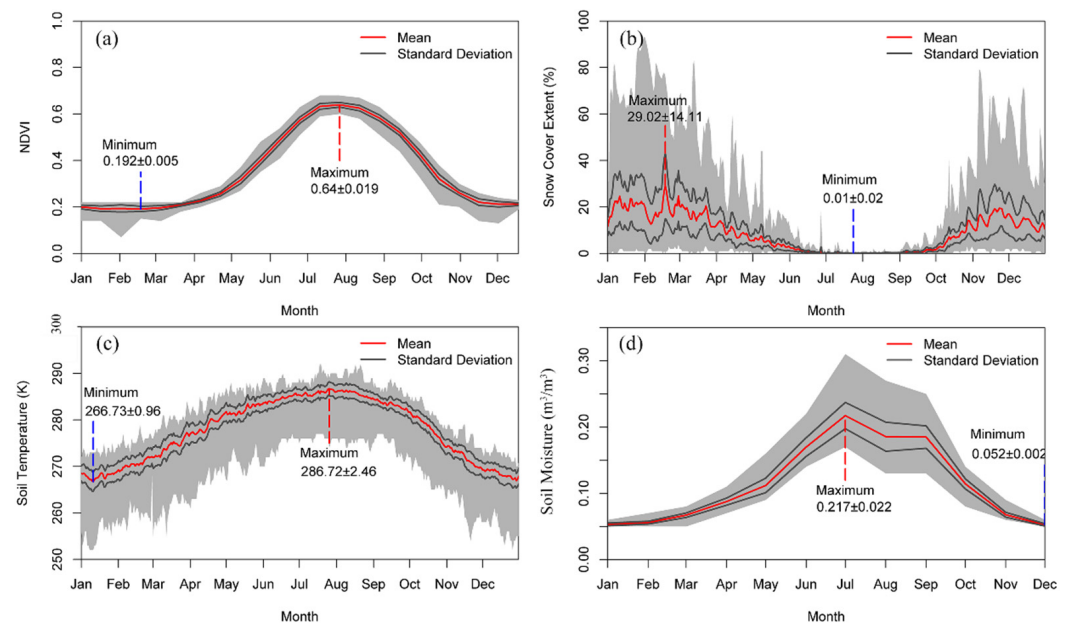 (a)
Mean
Standard Deviation
NDVI
1.0
0.8
0.6
0.4
0.2
0.0
Minimum
0.192±0.005
Maximum
0.64±0.019
Jan Feb Mar Apr May Jun Jul Aug Sep Oct Nov Dec
Month
(b)
Mean
Standard Deviation
Snow Cover Extent (%)
100
80
60
40
20
0
Maximum
29.02±14.11
Minimum
0.01±0.02
Jan Feb Mar Apr May Jun Jul Aug Sep Oct Nov Dec
Month
(c)
Mean
Standard Deviation
Soil Temperature (K)
300
290
280
270
260
250
Minimum
266.73±0.96
Maximum
286.72±2.46
Jan Feb Mar Apr May Jun Jul Aug Sep Oct Nov Dec
Month
(d)
Mean
Standard Deviation
Soil Moisture (m³/m³)
0.30
0.20
0.10
0.00
Maximum
0.217±0.022
Minimum
0.052±0.002
Jan Feb Mar Apr May Jun Jul Aug Sep Oct Nov Dec
Month